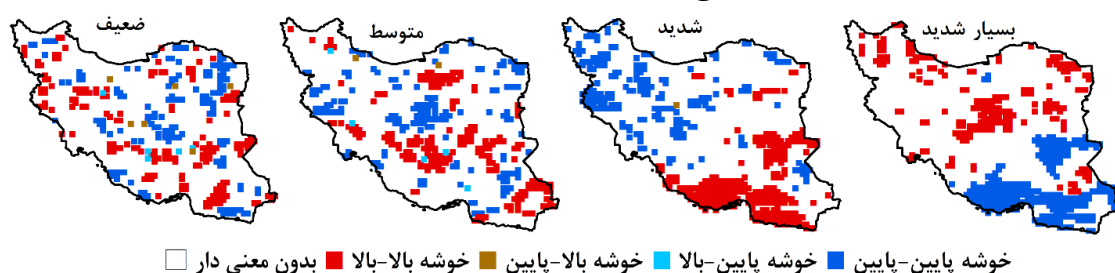 بسیار شدید
شدید
متوسط
ضعیف
خوشه پایین-پایین
خوشه پایین-بالا
خوشه بالا-پایین
خوشه بالا-بالا
بدون معنی دار